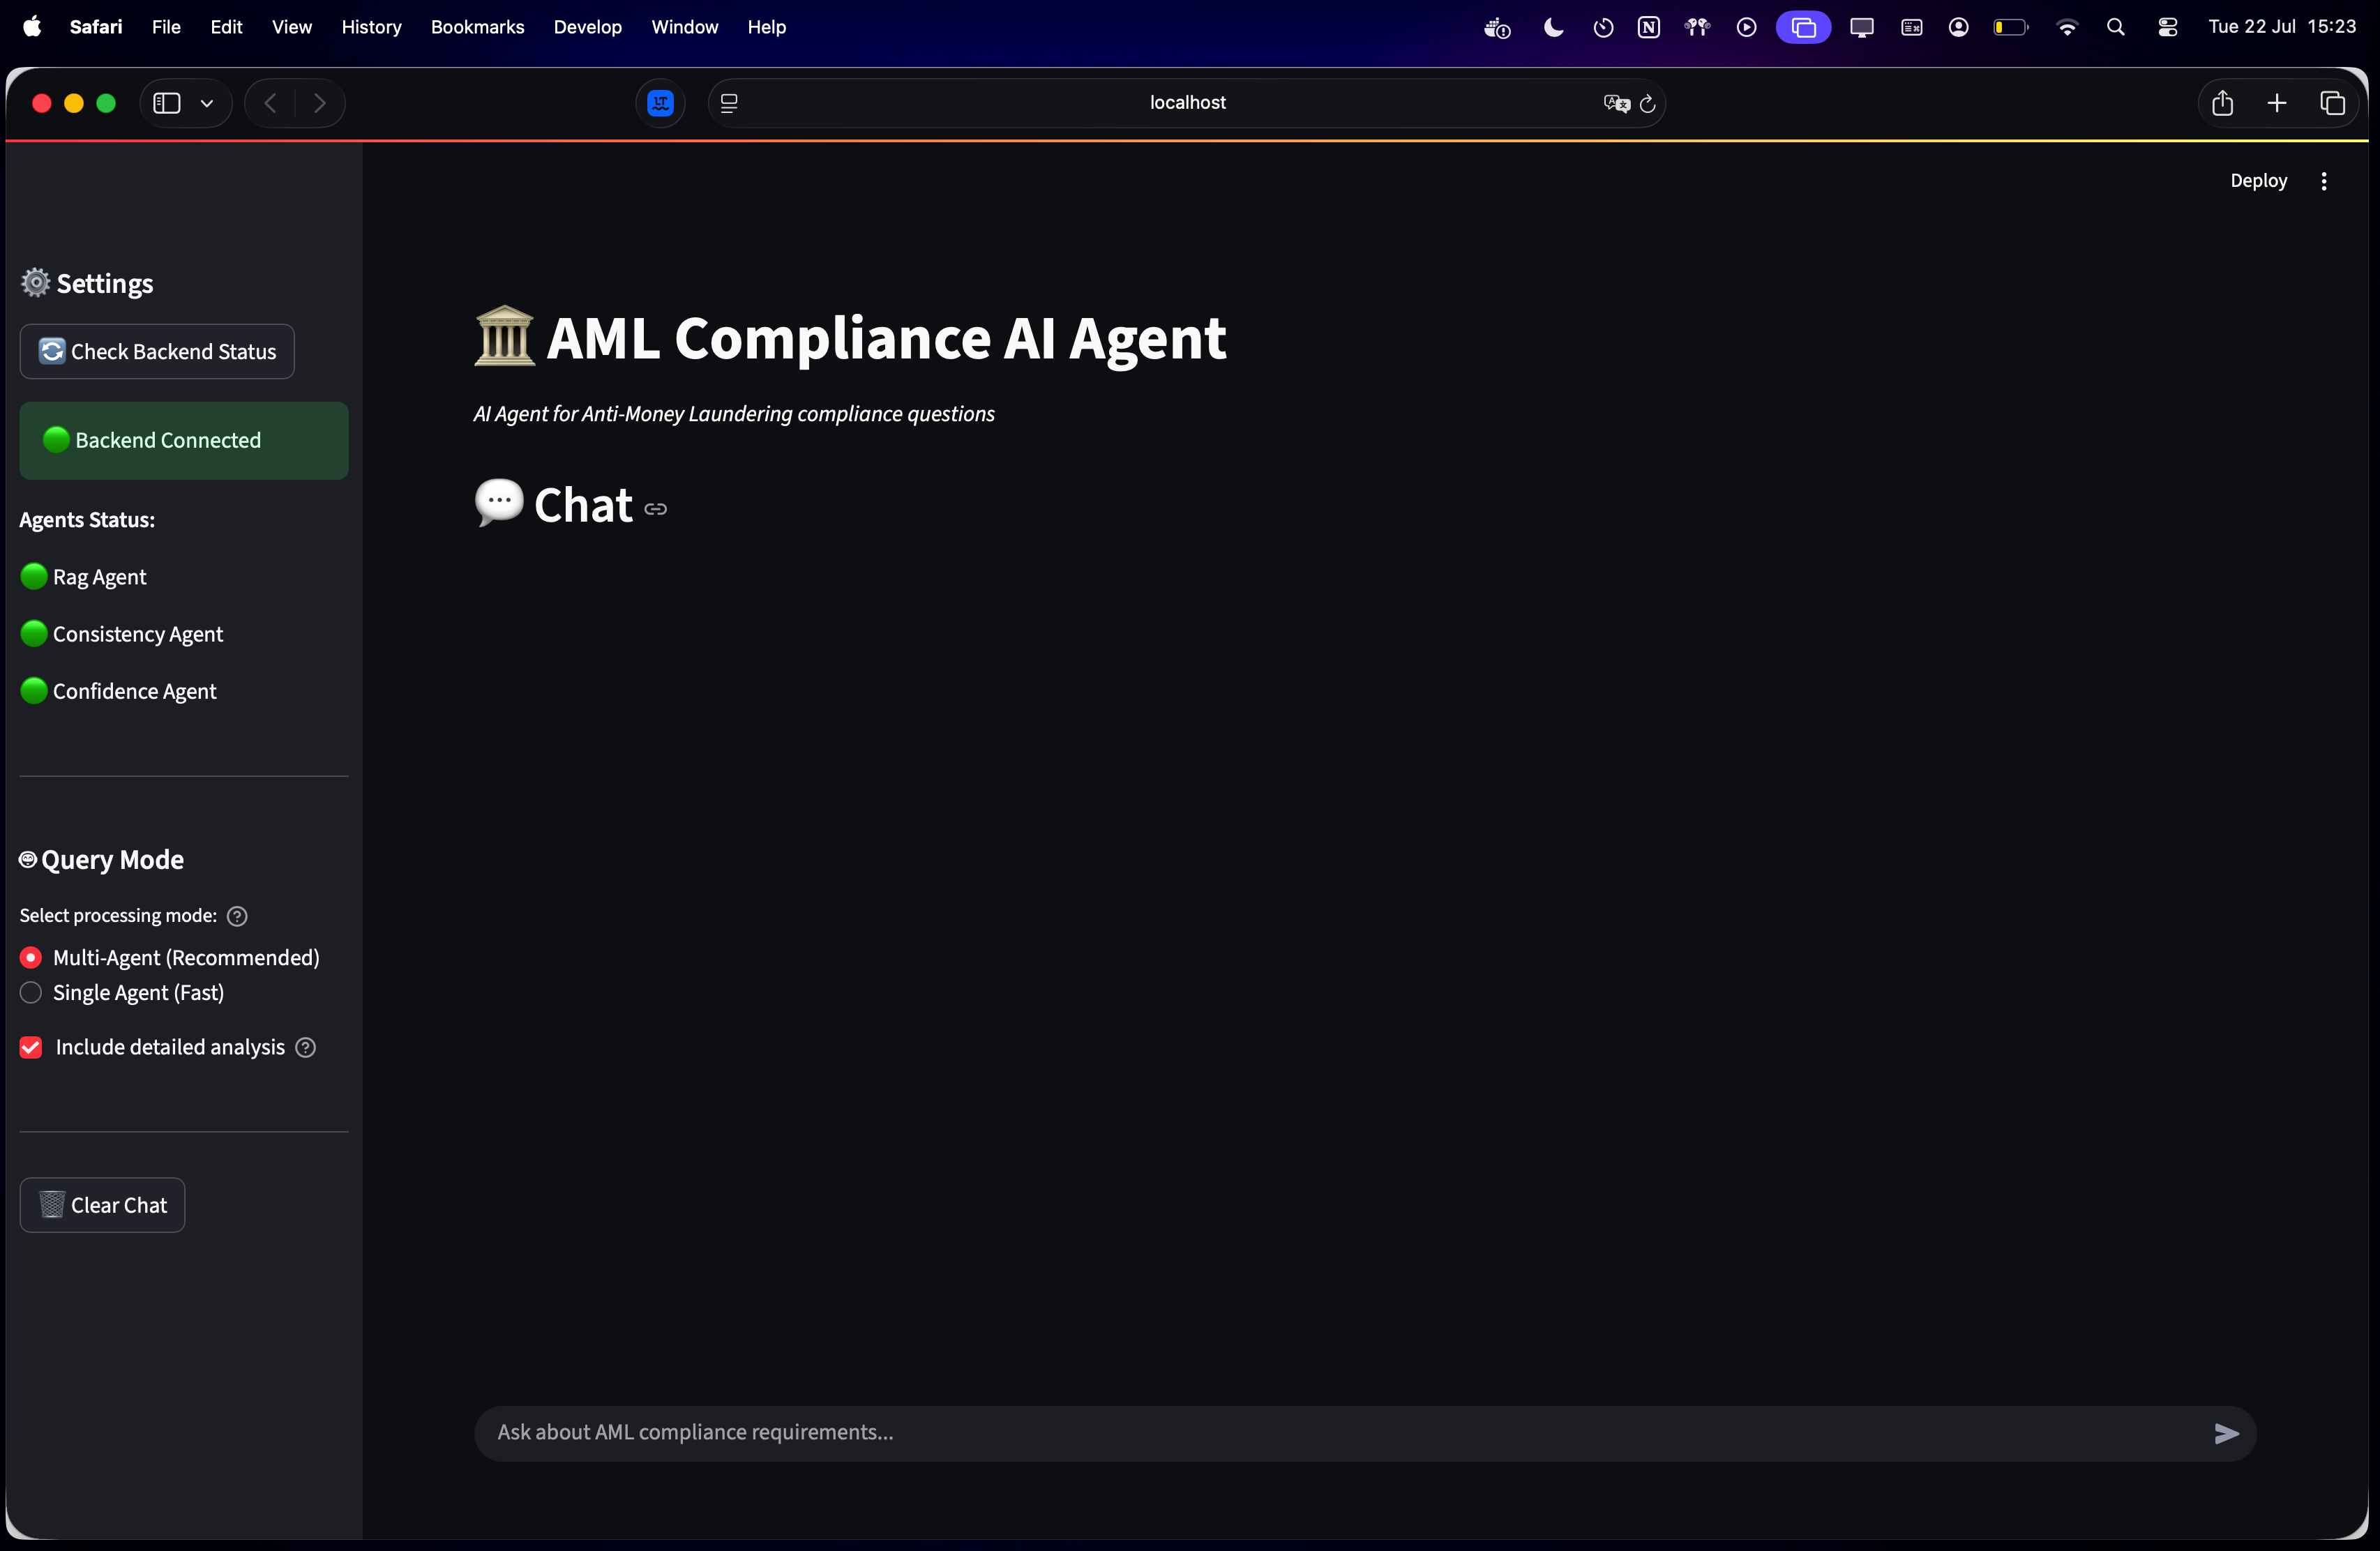 Safari File Edit View History Bookmarks Develop Window Help Tue 22 Jul 15:23
localhost
Deploy
⚙️ Settings
🔄 Check Backend Status
🟢 Backend Connected
Agents Status:
🟢 Rag Agent
🟢 Consistency Agent
🟢 Confidence Agent
Query Mode
Select processing mode:
Multi-Agent (Recommended)
Single Agent (Fast)
Include detailed analysis
🗑️ Clear Chat
🏛️ AML Compliance AI Agent
AI Agent for Anti-Money Laundering compliance questions
💬 Chat
Ask about AML compliance requirements...